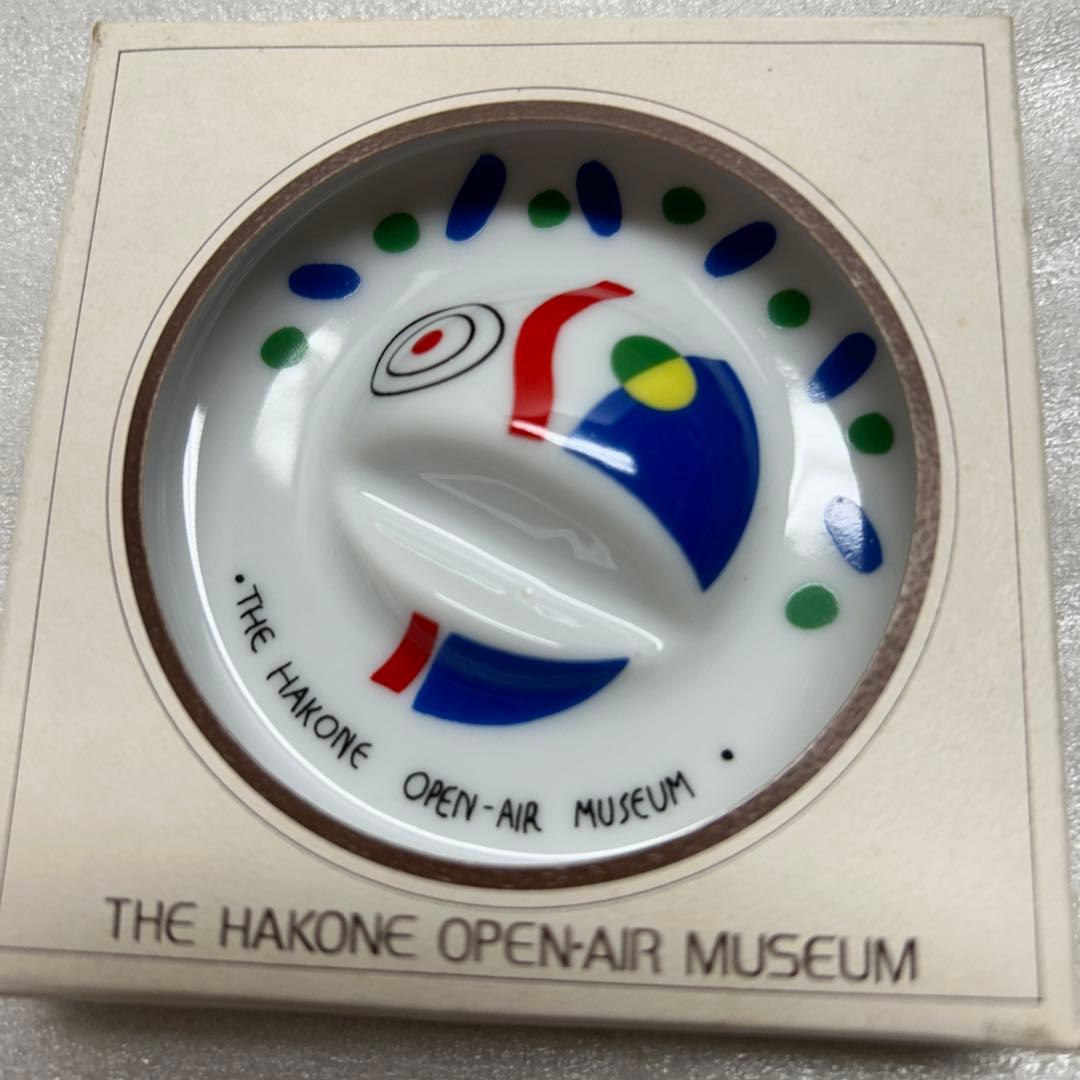 •THE HAKONE OPEN-AIR MUSEUM •
THE HAKONE OPEN-AIR MUSEUM